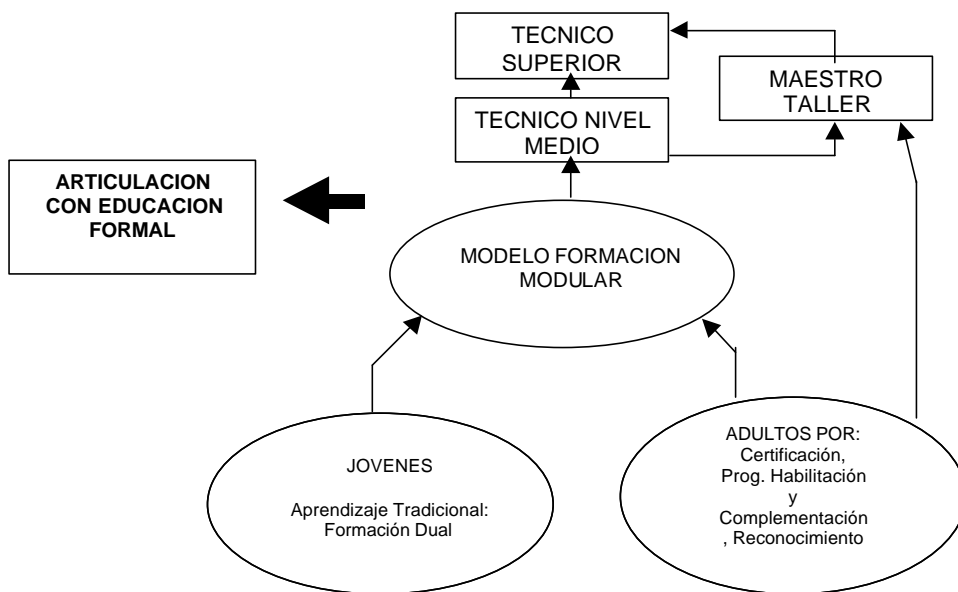 TECNICO
SUPERIOR
MAESTRO
TALLER
TECNICO NIVEL
MEDIO
ARTICULACION
CON EDUCACION
FORMAL
MODELO FORMACION
MODULAR
JOVENES
Aprendizaje Tradicional:
Formación Dual
ADULTOS POR:
Certificación,
Prog. Habilitación
y
Complementación
, Reconocimiento